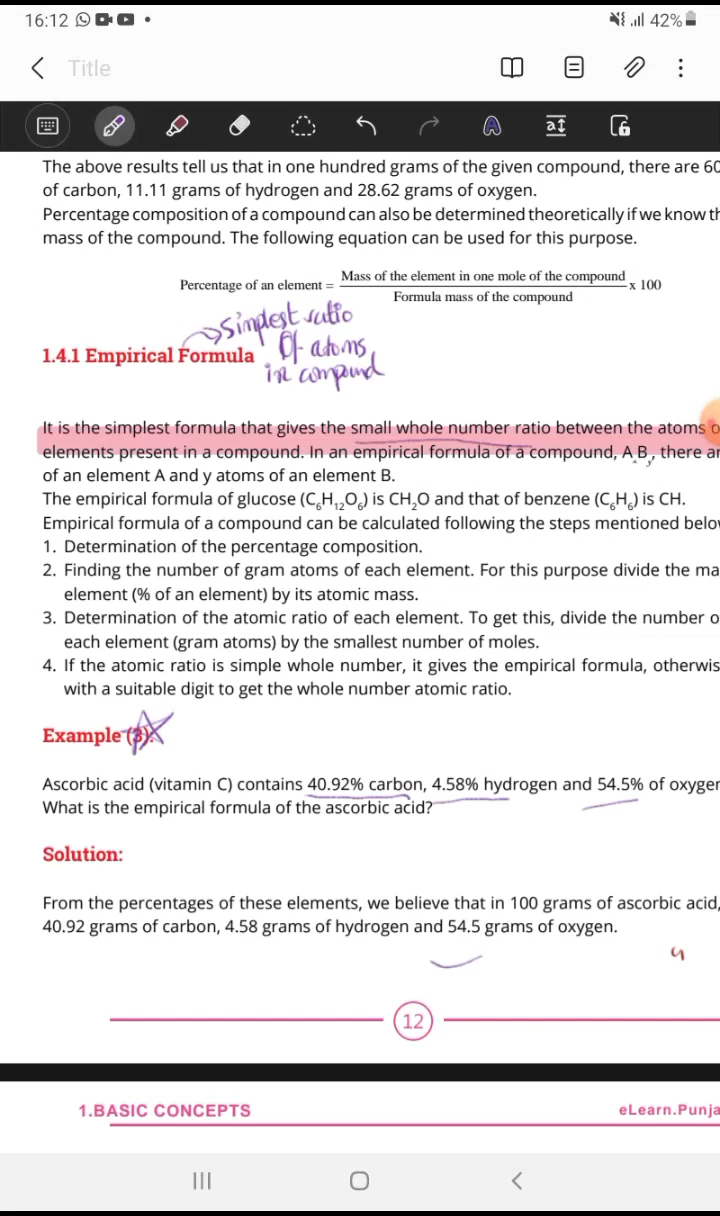 16:12
42%
Title
The above results tell us that in one hundred grams of the given compound, there are 60
of carbon, 11.11 grams of hydrogen and 28.62 grams of oxygen.
Percentage composition of a compound can also be determined theoretically if we know th
mass of the compound. The following equation can be used for this purpose.
Percentage of an element = Mass of the element in one mole of the compound / Formula mass of the compound x 100
simplest ratio
of atoms
in compound
1.4.1 Empirical Formula
It is the simplest formula that gives the small whole number ratio between the atoms o
elements present in a compound. In an empirical formula of a compound, AₓBᵧ, there ar
of an element A and y atoms of an element B.
The empirical formula of glucose (C₆H₁₂O₆) is CH₂O and that of benzene (C₆H₆) is CH.
Empirical formula of a compound can be calculated following the steps mentioned belo
1. Determination of the percentage composition.
2. Finding the number of gram atoms of each element. For this purpose divide the ma
element (% of an element) by its atomic mass.
3. Determination of the atomic ratio of each element. To get this, divide the number o
each element (gram atoms) by the smallest number of moles.
4. If the atomic ratio is simple whole number, it gives the empirical formula, otherwis
with a suitable digit to get the whole number atomic ratio.
Example (3):
Ascorbic acid (vitamin C) contains 40.92% carbon, 4.58% hydrogen and 54.5% of oxygen
What is the empirical formula of the ascorbic acid?
Solution:
From the percentages of these elements, we believe that in 100 grams of ascorbic acid,
40.92 grams of carbon, 4.58 grams of hydrogen and 54.5 grams of oxygen.
12
1.BASIC CONCEPTS
eLearn.Punja